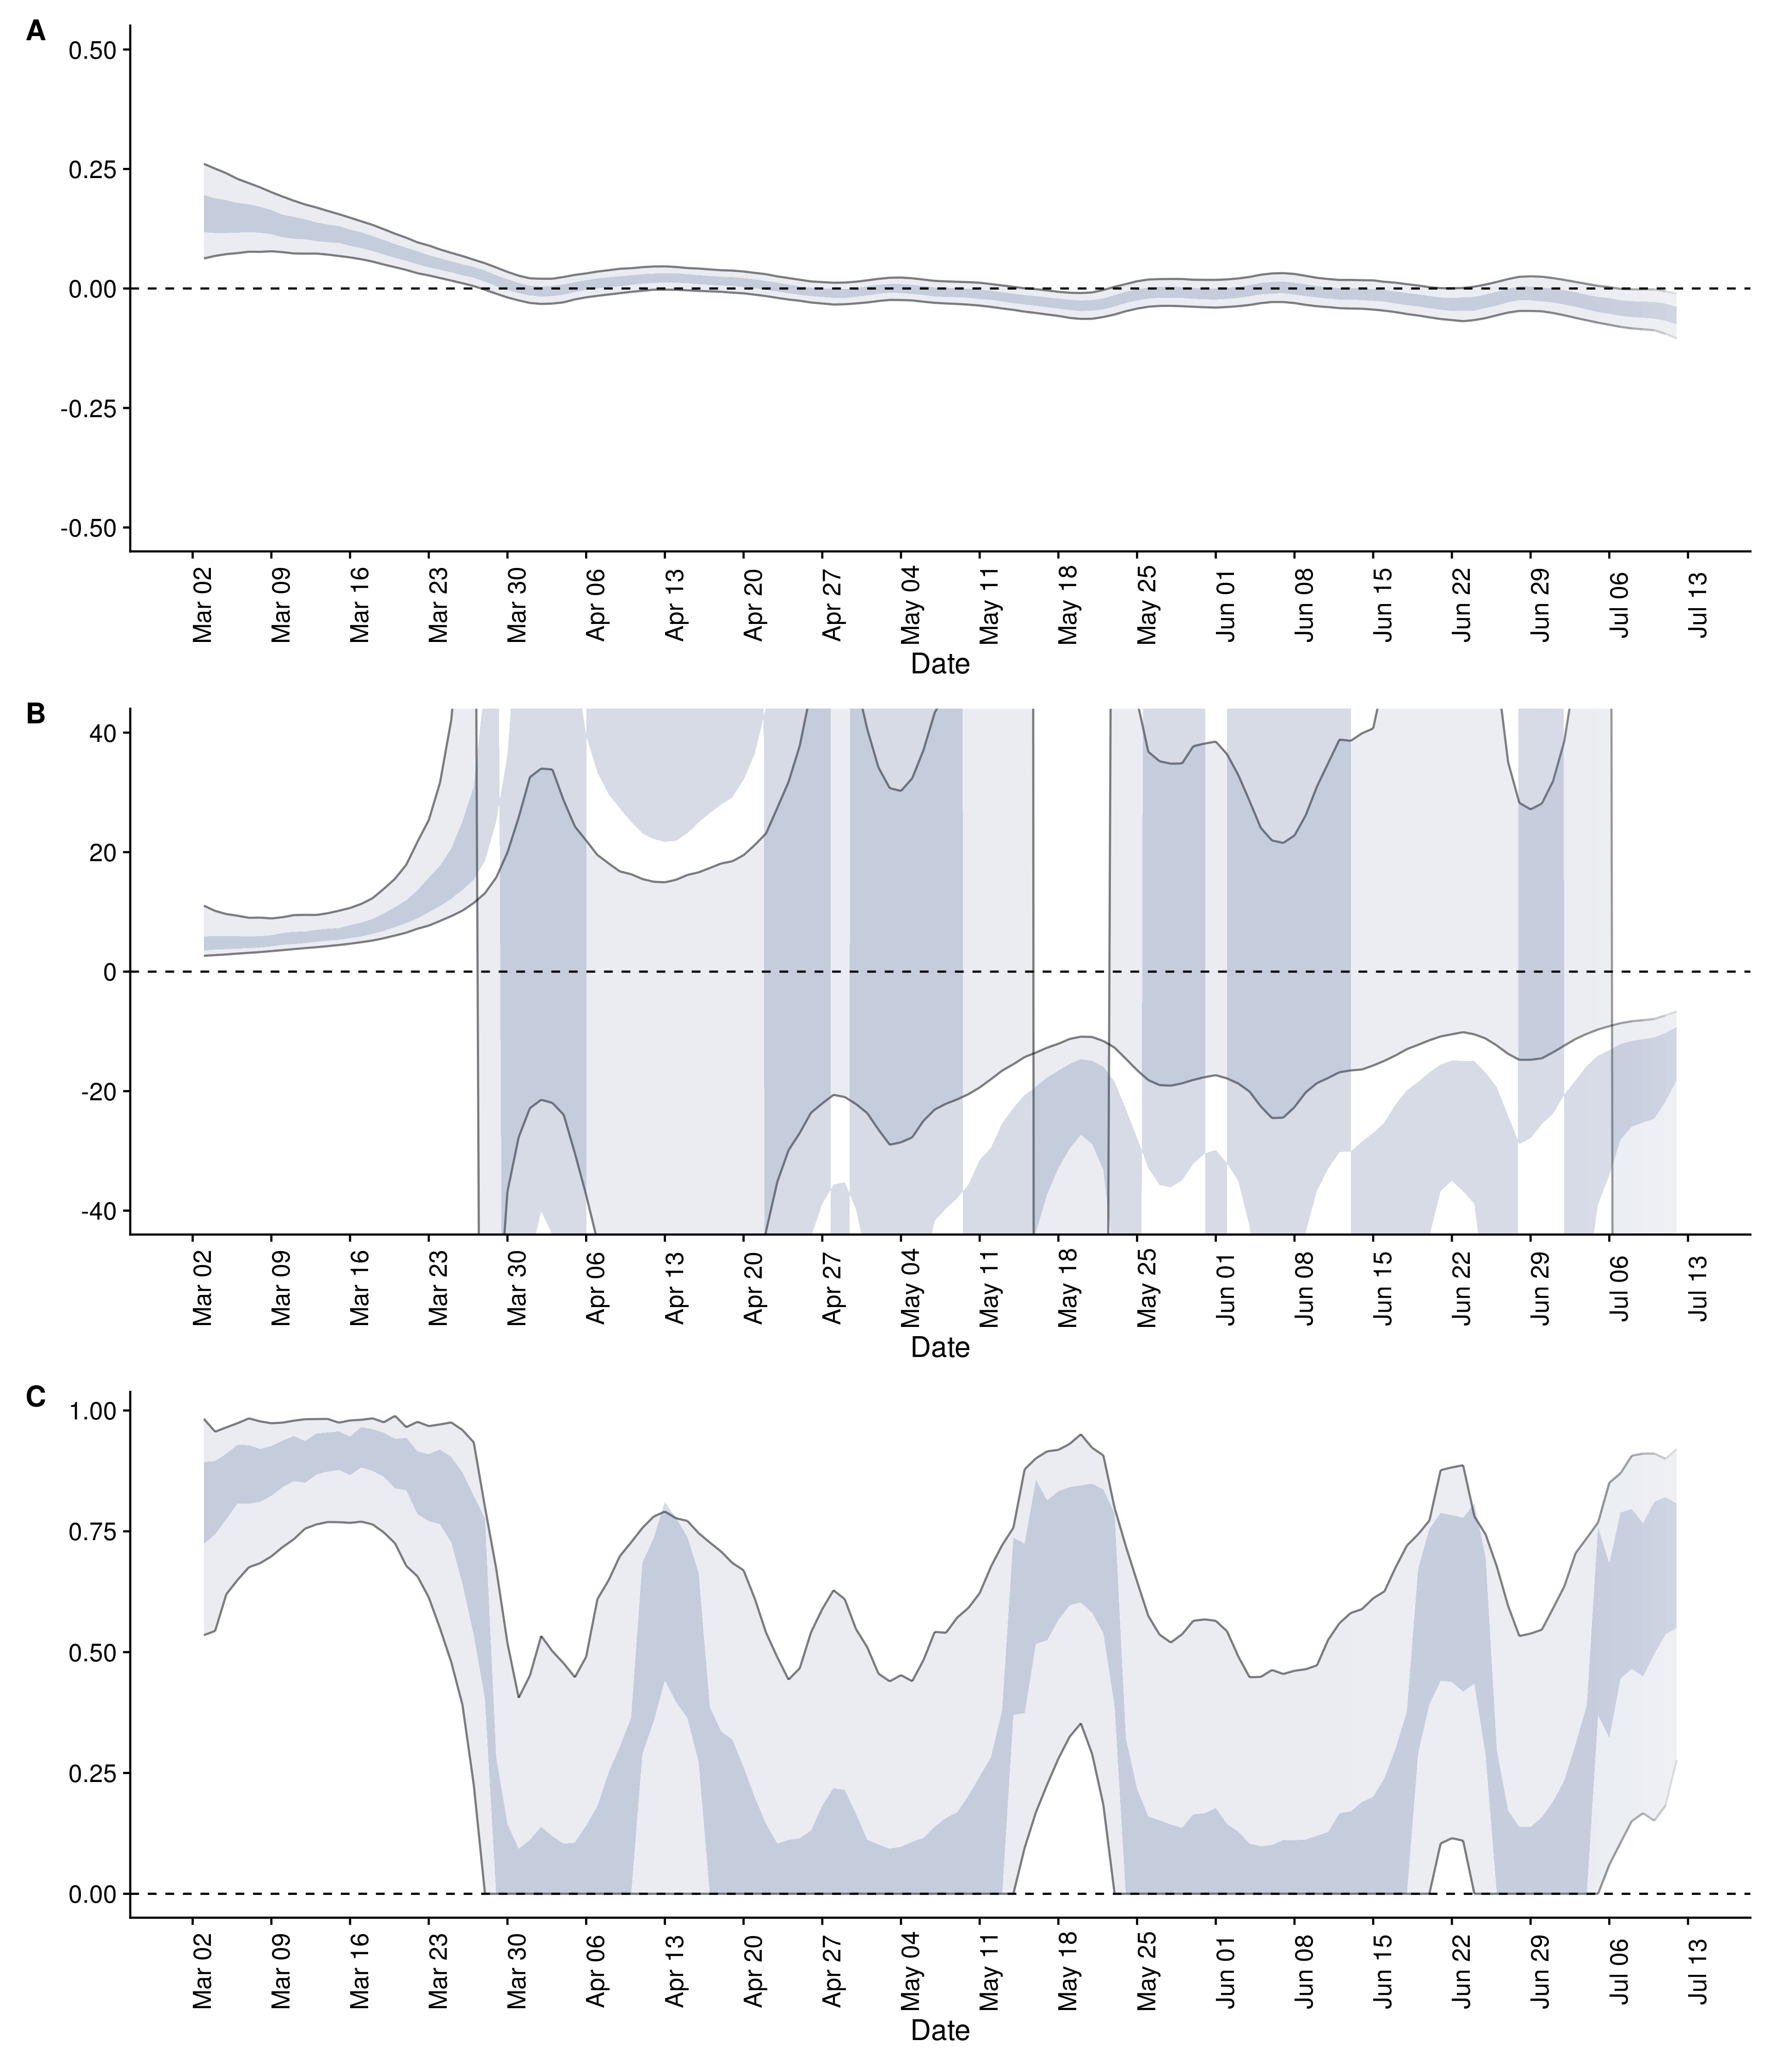 A
0.50
0.25
0.00
-0.25
-0.50
Mar 02
Mar 09
Mar 16
Mar 23
Mar 30
Apr 06
Apr 13
Apr 20
Apr 27
May 04
May 11
May 18
May 25
Jun 01
Jun 08
Jun 15
Jun 22
Jun 29
Jul 06
Jul 13
Date
B
40
20
0
-20
-40
Mar 02
Mar 09
Mar 16
Mar 23
Mar 30
Apr 06
Apr 13
Apr 20
Apr 27
May 04
May 11
May 18
May 25
Jun 01
Jun 08
Jun 15
Jun 22
Jun 29
Jul 06
Jul 13
Date
C
1.00
0.75
0.50
0.25
0.00
Mar 02
Mar 09
Mar 16
Mar 23
Mar 30
Apr 06
Apr 13
Apr 20
Apr 27
May 04
May 11
May 18
May 25
Jun 01
Jun 08
Jun 15
Jun 22
Jun 29
Jul 06
Jul 13
Date